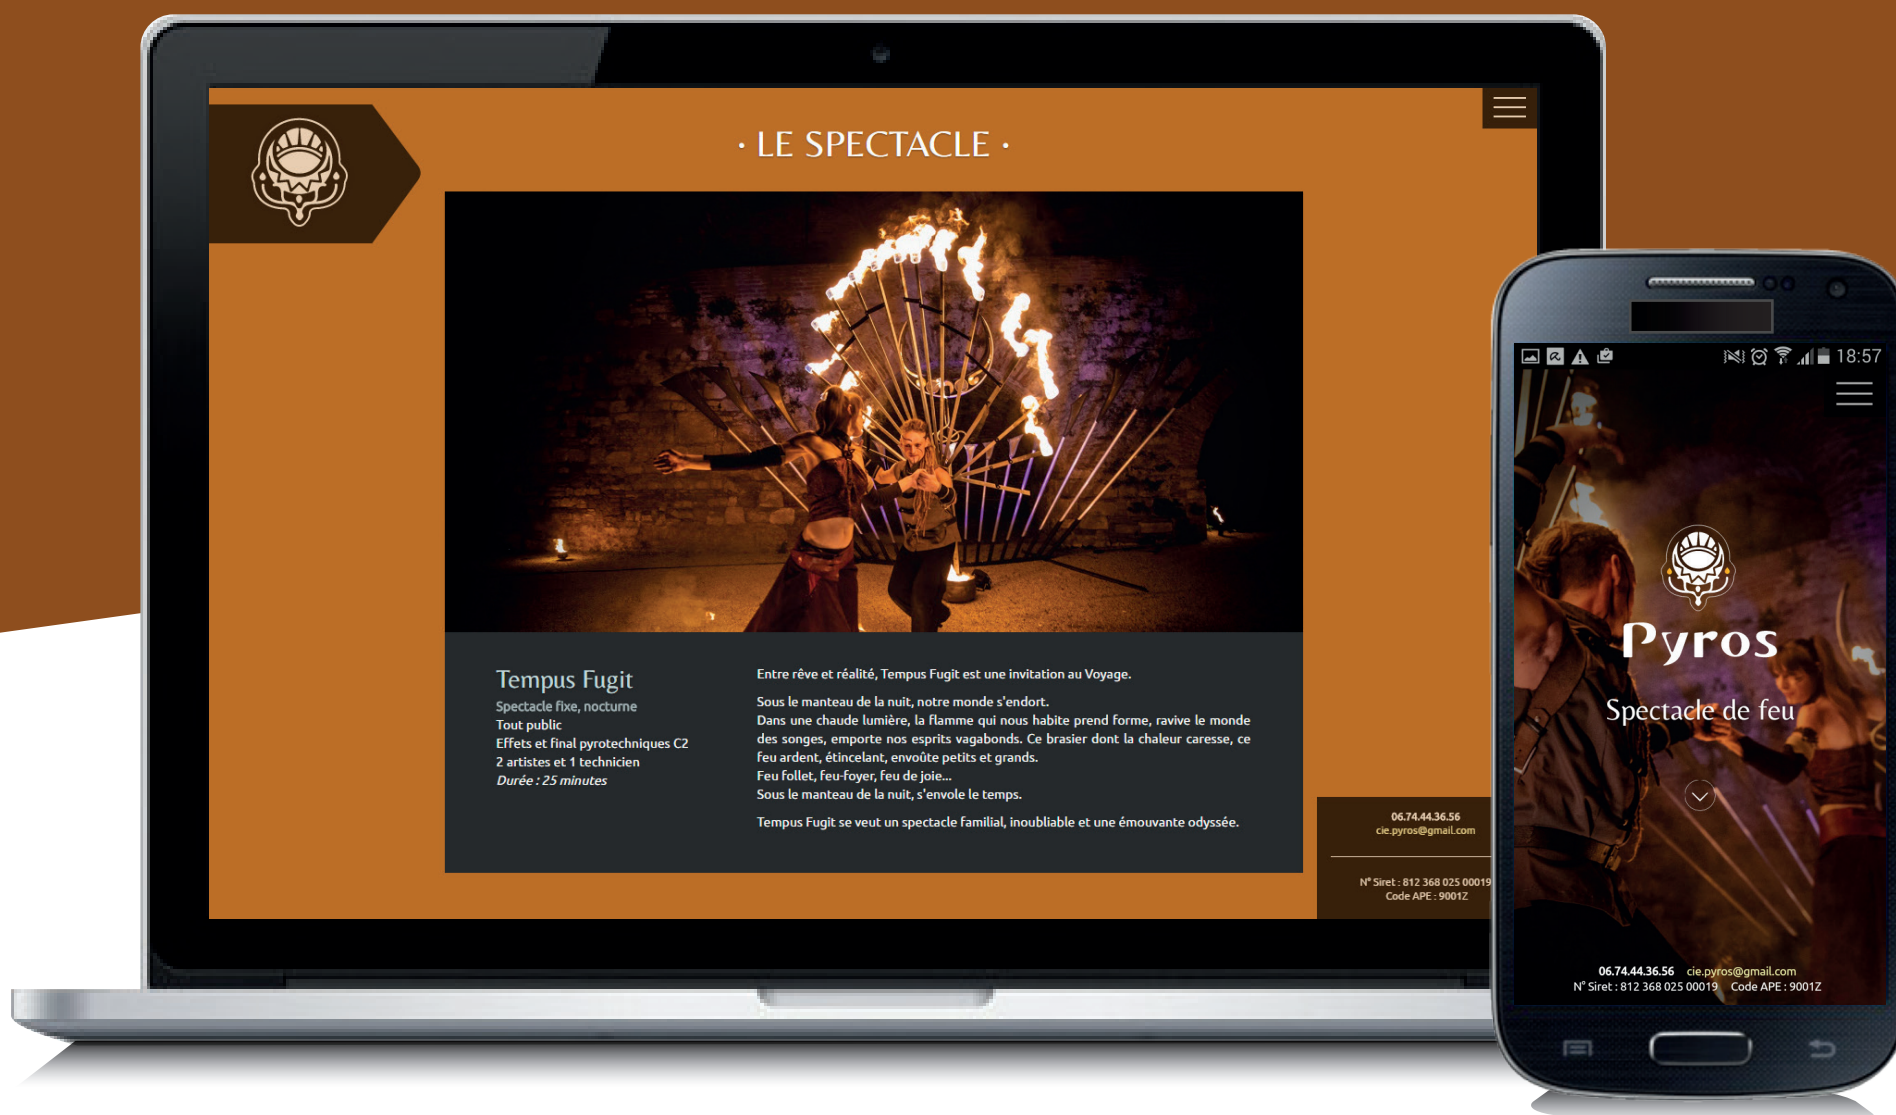 · LE SPECTACLE ·
Tempus Fugit
Spectacle fixe, nocturne
Tout public
Effets et final pyrotechniques C2
2 artistes et 1 technicien
Durée : 25 minutes
Entre rêve et réalité, Tempus Fugit est une invitation au Voyage.
Sous le manteau de la nuit, notre monde s'endort.
Dans une chaude lumière, la flamme qui nous habite prend forme, ravive le monde
des songes, emporte nos esprits vagabonds. Ce brasier dont la chaleur caresse, ce
feu ardent, étincelant, envoûte petits et grands.
Feu follet, feu-foyer, feu de joie...
Sous le manteau de la nuit, s'envole le temps.
Tempus Fugit se veut un spectacle familial, inoubliable et une émouvante odyssée.
06.74.44.36.56
cie.pyros@gmail.com
N° Siret : 812 368 025 00019
Code APE : 9001Z
18:57
Pyros
Spectacle de feu
06.74.44.36.56 cie.pyros@gmail.com
N° Siret : 812 368 025 00019 Code APE : 9001Z